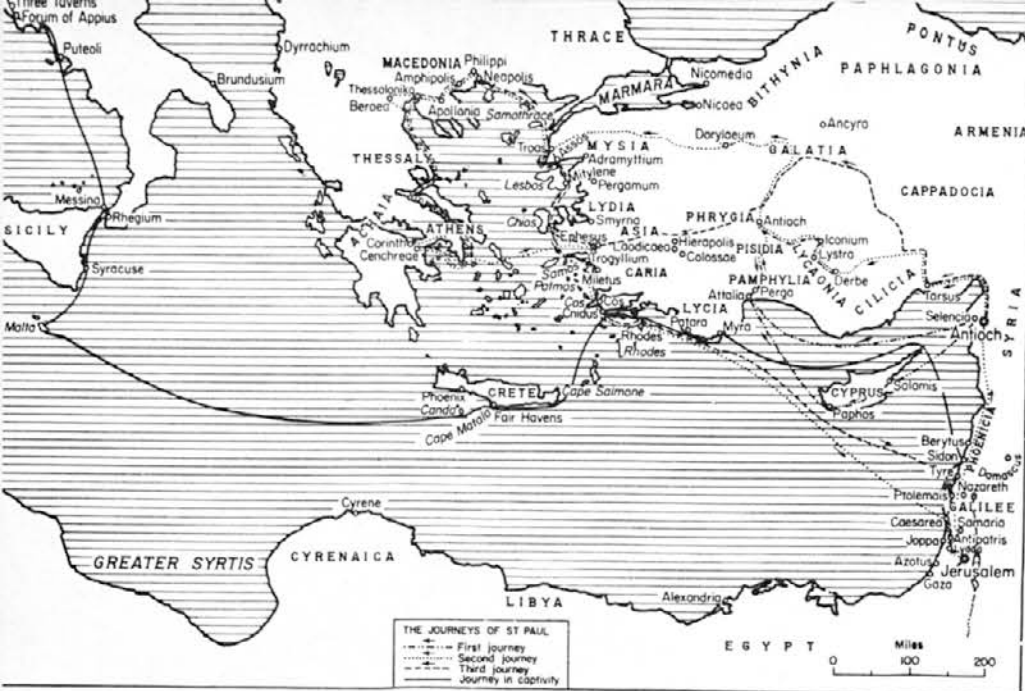 Three Taverns
Forum of Appius
Puteoli
Dyrrachium
Brundusium
THRACE
PONTUS
PAPHLAGONIA
BITHYNIA
MACEDONIA
Philippi
Amphipolis
Neapolis
Thessalonika
Beroea
Apollonia
Samothrace
MARMARA
Nicomedia
Nicaea
Ancyra
ARMENIA
Dorylaeum
GALATIA
MYSIA
Troas
Assos
Adramyttium
Mitylene
Lesbos
Pergamum
THESSALY
CAPPADOCIA
LYDIA
Smyrna
Chios
ASIA
PHRYGIA
Antioch
Messina
Rhegium
SICILY
Syracuse
Malta
ACHAIA
ATHENS
Corinth
Cenchreae
Ephesus
Laodicaea
Hierapolis
Colossae
PISIDIA
Iconium
Lystra
LYCAONIA
Derbe
Trogyllium
Samos
Miletus
Patmos
CARIA
PAMPHYLIA
Perga
Attalia
CILICIA
Tarsus
Selencia
Antioch
SYRIA
Cos
Cos
Cnidus
LYCIA
Patara
Myra
Rhodes
Rhodes
CRETE
Cape Salmone
Phoenix
Canda
Cape Matala
Fair Havens
CYPRUS
Salamis
Paphos
Berytus
PHOENICIA
Sidon
Tyre
Damascus
Nazareth
Ptolemais
GALILEE
Caesarea
Samaria
Joppa
Antipatris
Lydda
Azotus
Jerusalem
Gaza
Cyrene
GREATER SYRTIS
CYRENAICA
LIBYA
Alexandria
EGYPT
THE JOURNEYS OF ST PAUL
First journey
Second journey
Third journey
Journey in captivity
Miles
0 100 200